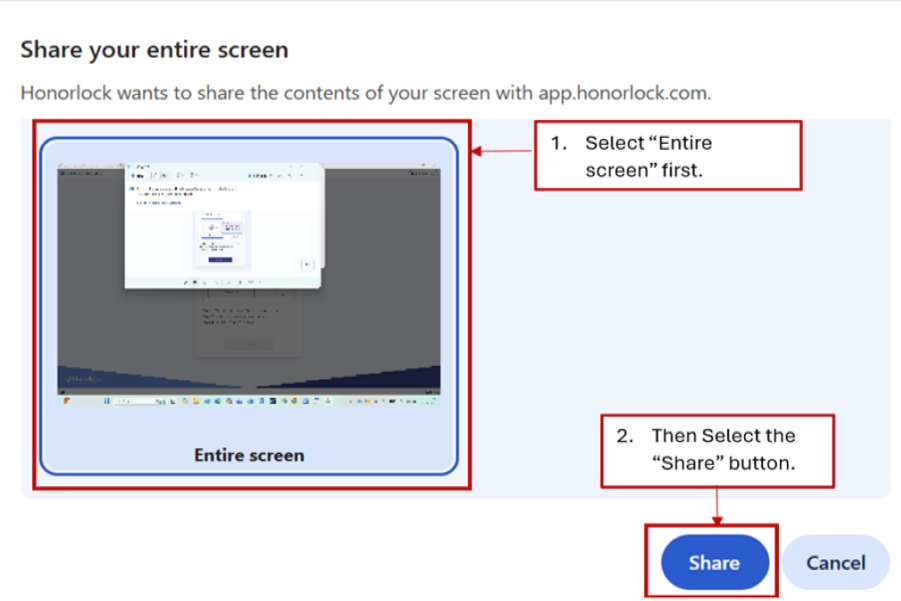 Share your entire screen
Honorlock wants to share the contents of your screen with app.honorlock.com.
1. Select “Entire
screen” first.
Entire screen
2. Then Select the
“Share” button.
Share
Cancel